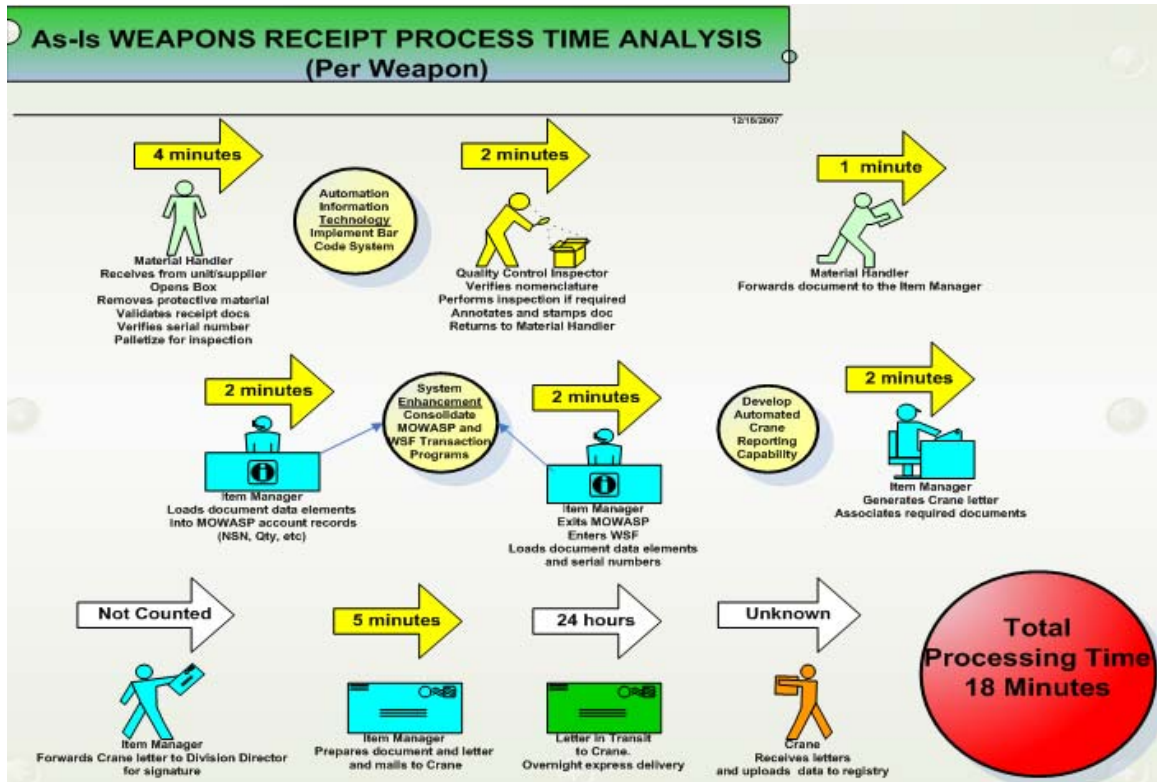 As-Is WEAPONS RECEIPT PROCESS TIME ANALYSIS
(Per Weapon)
12/18/2007
4 minutes
Material Handler
Receives from unit/supplier
Opens Box
Removes protective material
Validates receipt docs
Verifies serial number
Palletize for inspection
Automation
Information
Technology
Implement Bar
Code System
2 minutes
Quality Control Inspector
Verifies nomenclature
Performs inspection if required
Annotates and stamps doc
Returns to Material Handler
1 minute
Material Handler
Forwards document to the Item Manager
2 minutes
Item Manager
Loads document data elements
Into MOWASP account records
(NSN, Qty, etc)
System
Enhancement
Consolidate
MOWASP and
WSF Transaction
Programs
2 minutes
Item Manager
Exits MOWASP
Enters WSF
Loads document data elements
and serial numbers
Develop
Automated
Crane
Reporting
Capability
2 minutes
Item Manager
Generates Crane letter
Associates required documents
Not Counted
Item Manager
Forwards Crane letter to Division Director
for signature
5 minutes
Item Manager
Prepares document and letter
and mails to Crane
24 hours
Letter in Transit
to Crane.
Overnight express delivery
Unknown
Crane
Receives letters
and uploads data to registry
Total
Processing Time
18 Minutes